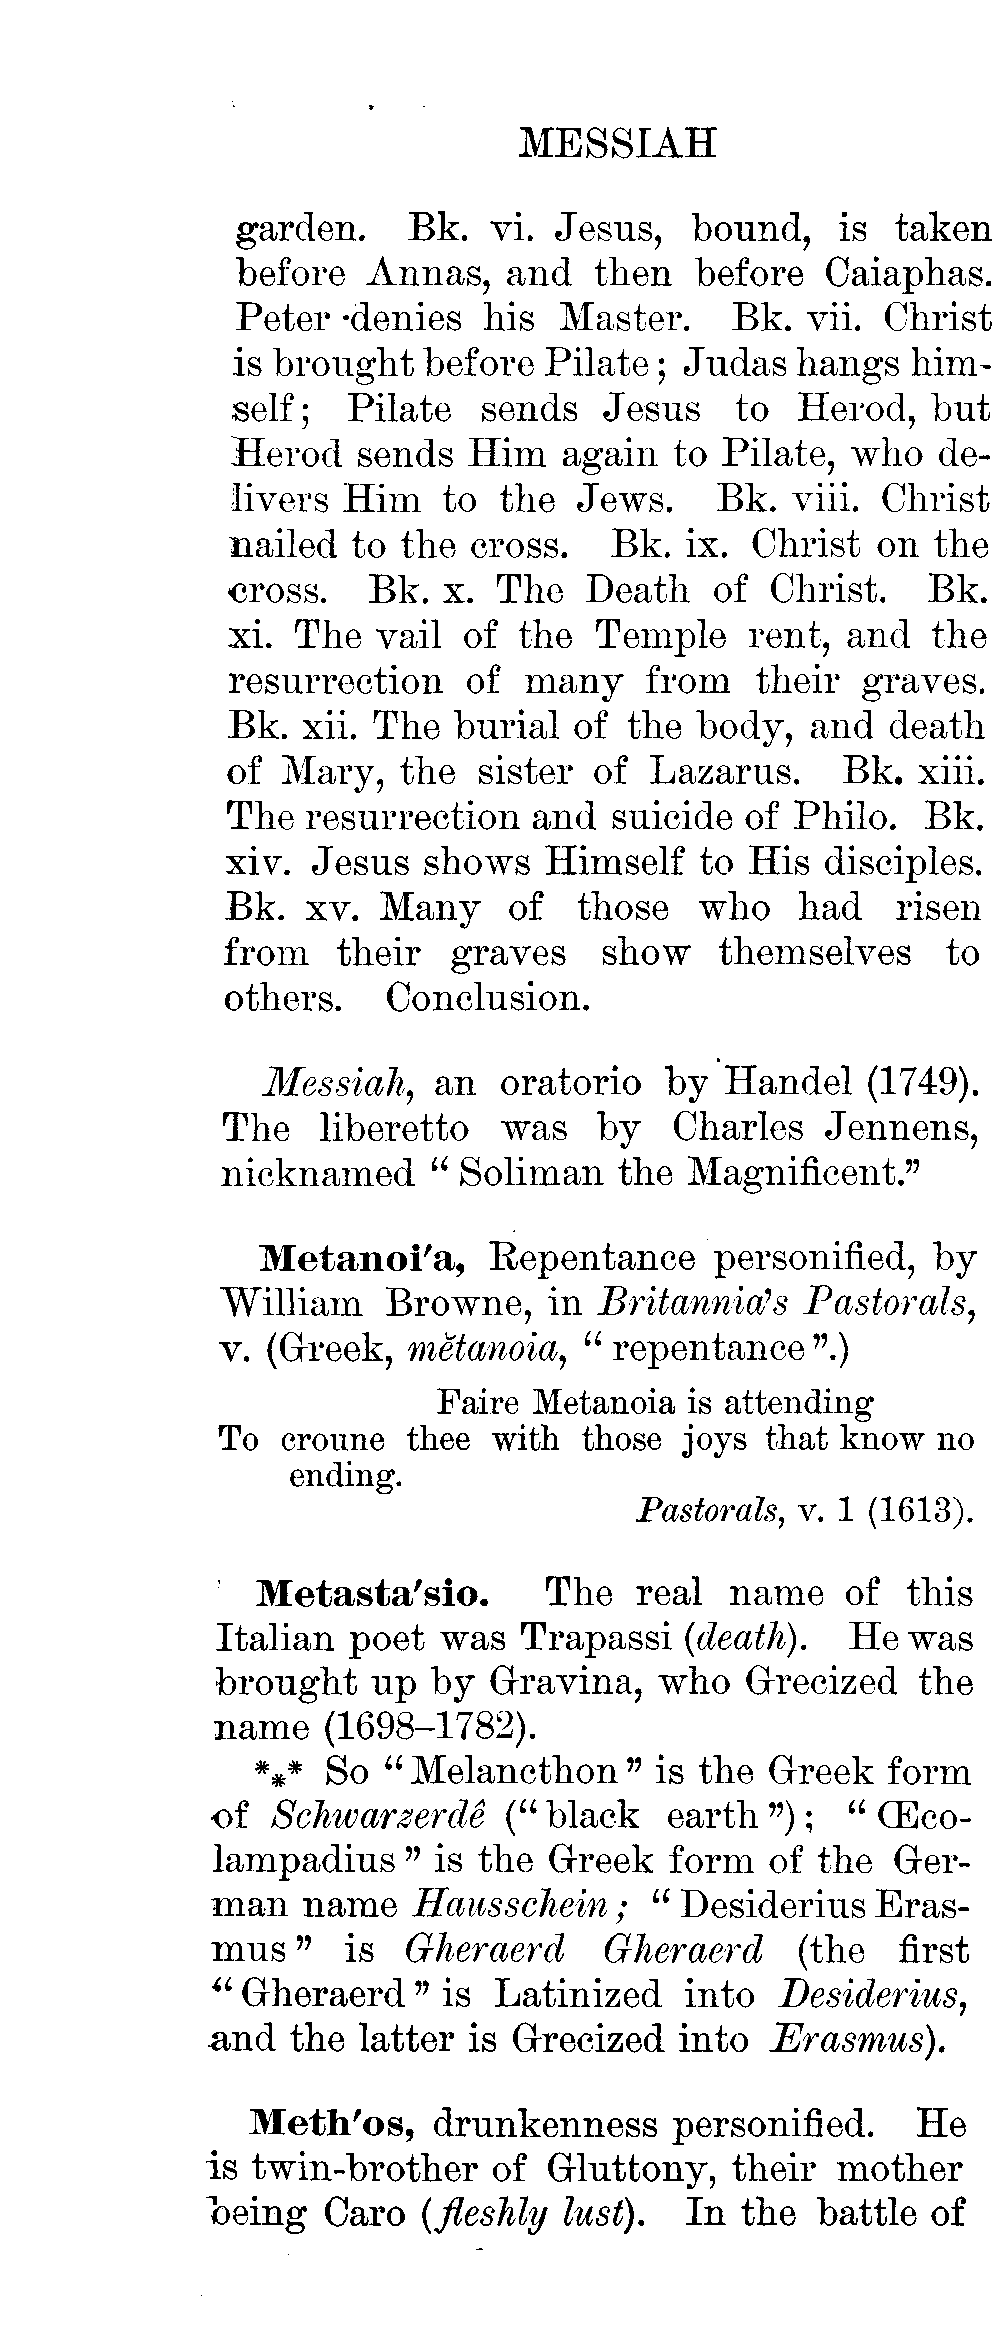 MESSIAH
garden. Bk. vi. Jesus, bound, is taken
before Annas, and then before Caiaphas.
Peter denies his Master. Bk. vii. Christ
is brought before Pilate; Judas hangs him-
self; Pilate sends Jesus to Herod, but
Herod sends Him again to Pilate, who de-
livers Him to the Jews. Bk. viii. Christ
nailed to the cross. Bk. ix. Christ on the
cross. Bk. x. The Death of Christ. Bk.
xi. The vail of the Temple rent, and the
resurrection of many from their graves.
Bk. xii. The burial of the body, and death
of Mary, the sister of Lazarus. Bk. xiii.
The resurrection and suicide of Philo. Bk.
xiv. Jesus shows Himself to His disciples.
Bk. xv. Many of those who had risen
from their graves show themselves to
others. Conclusion.
Messiah, an oratorio by Handel (1749).
The liberetto was by Charles Jennens,
nicknamed “Soliman the Magnificent.”
Metanoi'a, Repentance personified, by
William Browne, in Britannia's Pastorals,
v. (Greek, mĕtanoia, “repentance”.)
Faire Metanoia is attending
To croune thee with those joys that know no
ending.
Pastorals, v. 1 (1613).
Metasta'sio. The real name of this
Italian poet was Trapassi (death). He was
brought up by Gravina, who Grecized the
name (1698–1782).
*⁎* So “Melancthon” is the Greek form
of Schwarzerdê (“black earth”); “Œco-
lampadius” is the Greek form of the Ger-
man name Hausschein; “Desiderius Eras-
mus” is Gheraerd Gheraerd (the first
“Gheraerd” is Latinized into Desiderius,
and the latter is Grecized into Erasmus).
Meth'os, drunkenness personified. He
is twin-brother of Gluttony, their mother
being Caro (fleshly lust). In the battle of